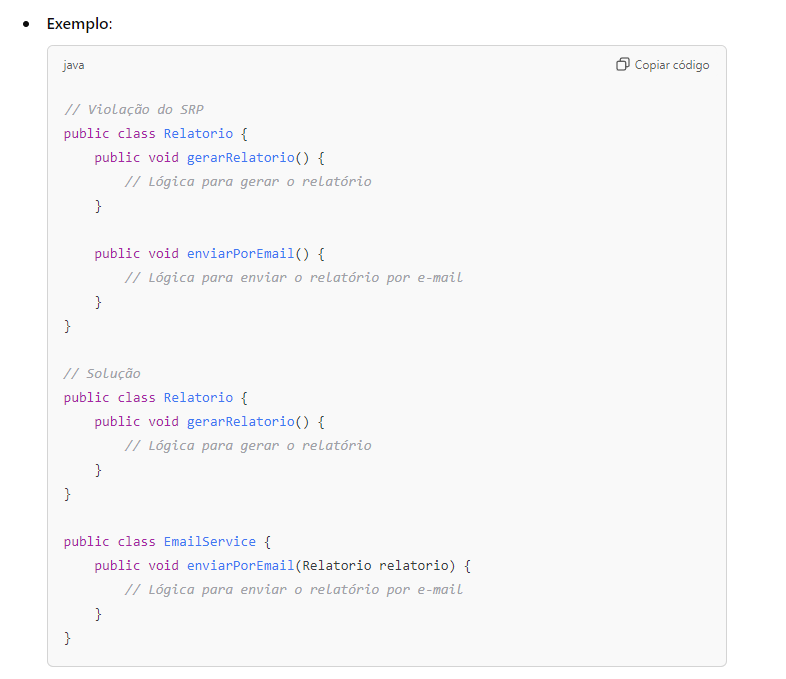 Exemplo:
java
Copiar código
// Violação do SRP
public class Relatorio {
    public void gerarRelatorio() {
        // Lógica para gerar o relatório
    }

    public void enviarPorEmail() {
        // Lógica para enviar o relatório por e-mail
    }
}

// Solução
public class Relatorio {
    public void gerarRelatorio() {
        // Lógica para gerar o relatório
    }
}

public class EmailService {
    public void enviarPorEmail(Relatorio relatorio) {
        // Lógica para enviar o relatório por e-mail
    }
}